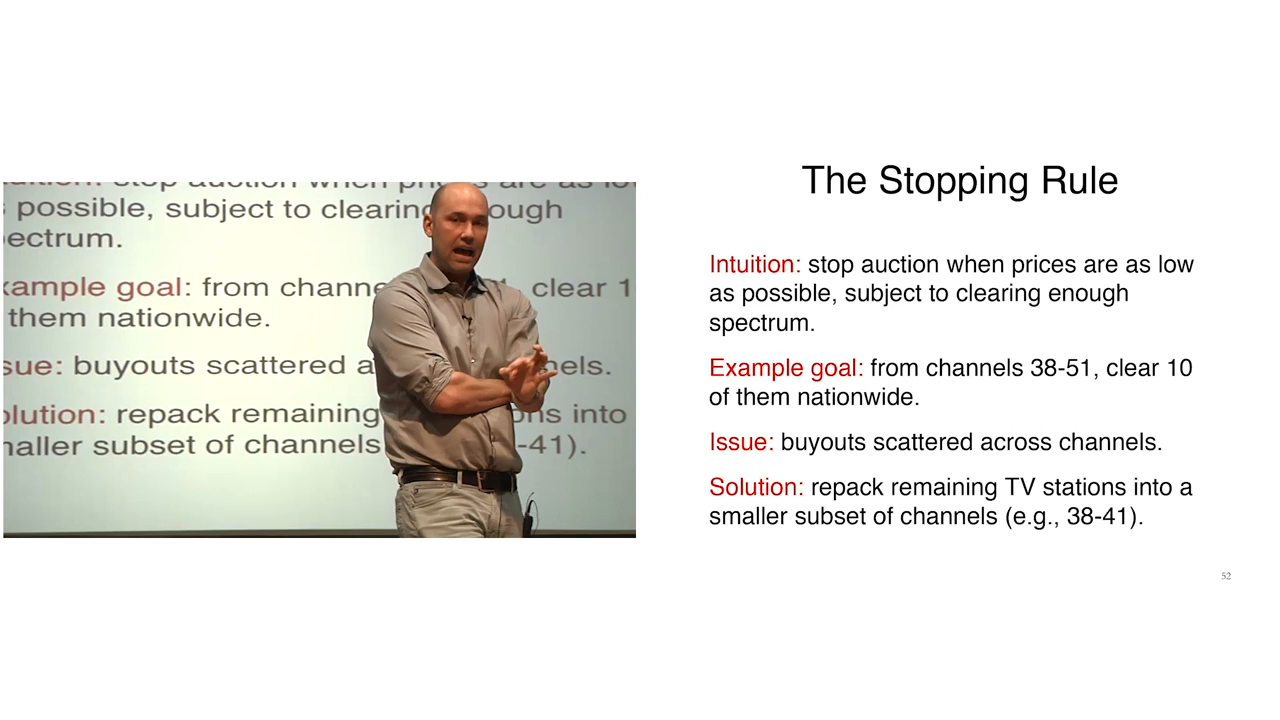 possible, subject to clearing
ough
ectrum.
ample goal: from
clear 1
them nationwide.
sue: buyouts scattered
els.
olution: repack remaining
ns into
naller subset of channels
-41).
The Stopping Rule
Intuition: stop auction when prices are as low
as possible, subject to clearing enough
spectrum.
Example goal: from channels 38-51, clear 10
of them nationwide.
Issue: buyouts scattered across channels.
Solution: repack remaining TV stations into a
smaller subset of channels (e.g., 38-41).
52